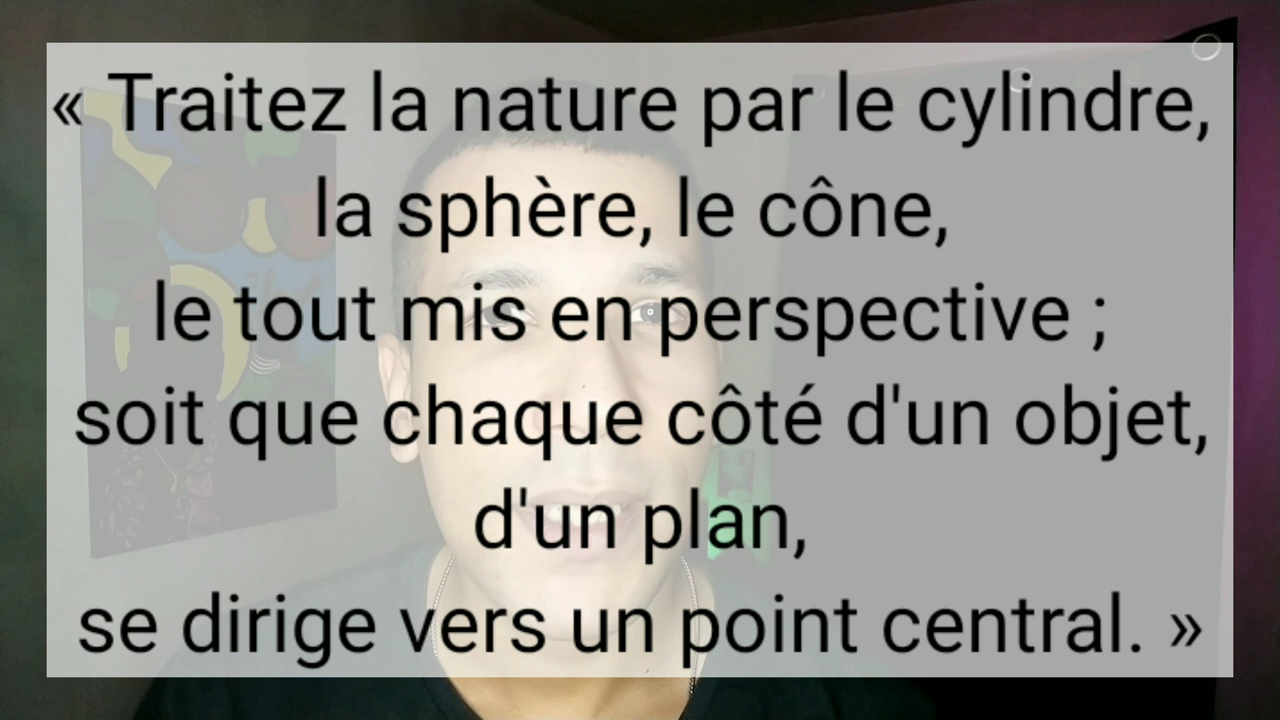 « Traitez la nature par le cylindre,
la sphère, le cône,
le tout mis en perspective ;
soit que chaque côté d'un objet,
d'un plan,
se dirige vers un point central. »